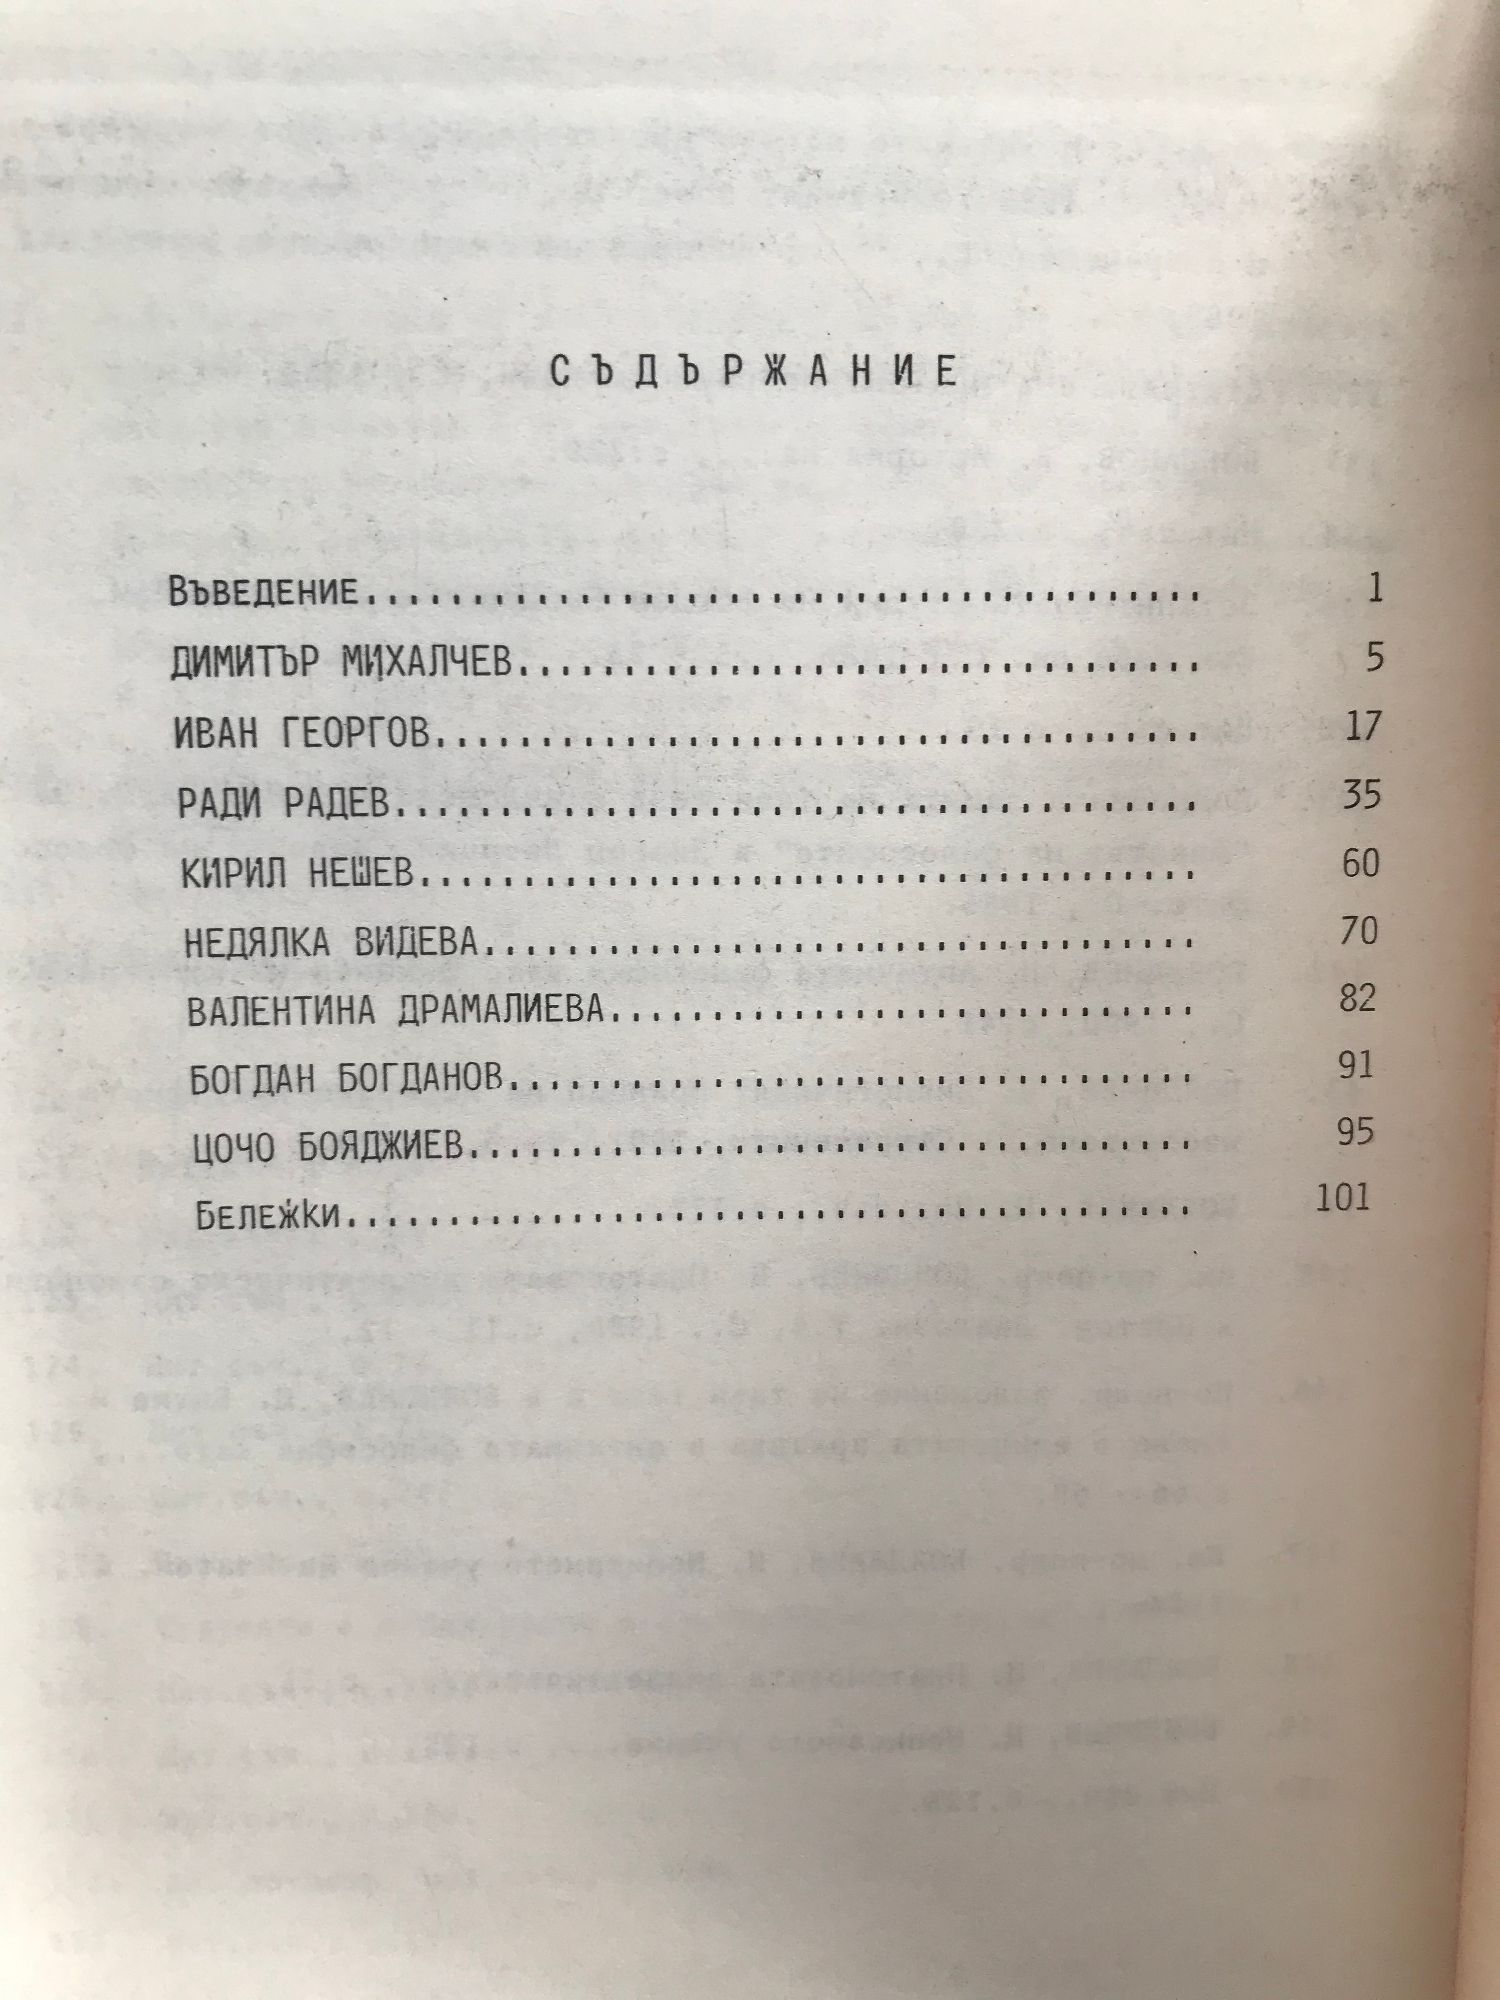 СЪДЪРЖАНИЕ
Въведение................................................ 1
ДИМИТЪР МИХАЛЧЕВ................................. 5
ИВАН ГЕОРГОВ..................................... 17
РАДИ РАДЕВ....................................... 35
КИРИЛ НЕШЕВ...................................... 60
НЕДЯЛКА ВИДЕВА................................... 70
ВАЛЕНТИНА ДРАМАЛИЕВА............................. 82
БОГДАН БОГДАНОВ.................................. 91
ЦОЧО БОЯДЖИЕВ.................................... 95
Бележки.......................................... 101